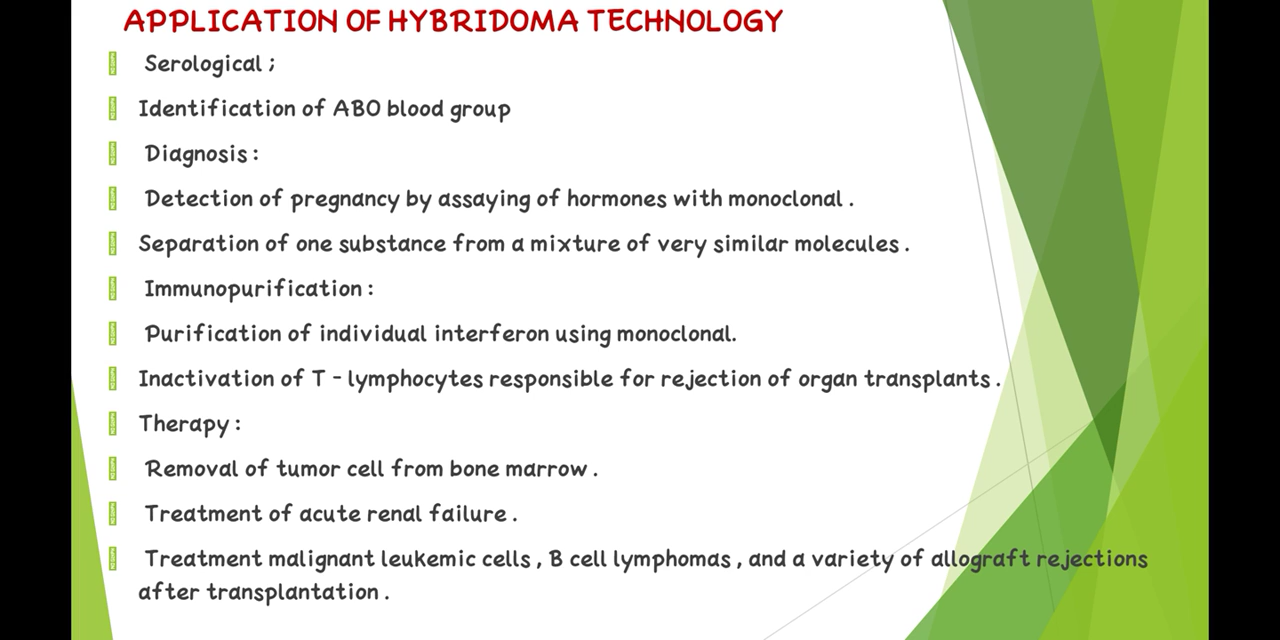 APPLICATION OF HYBRIDOMA TECHNOLOGY
Serological ;
Identification of ABO blood group
Diagnosis :
Detection of pregnancy by assaying of hormones with monoclonal .
Separation of one substance from a mixture of very similar molecules .
Immunopurification :
Purification of individual interferon using monoclonal.
Inactivation of T - lymphocytes responsible for rejection of organ transplants .
Therapy :
Removal of tumor cell from bone marrow .
Treatment of acute renal failure .
Treatment malignant leukemic cells , B cell lymphomas , and a variety of allograft rejections
after transplantation .